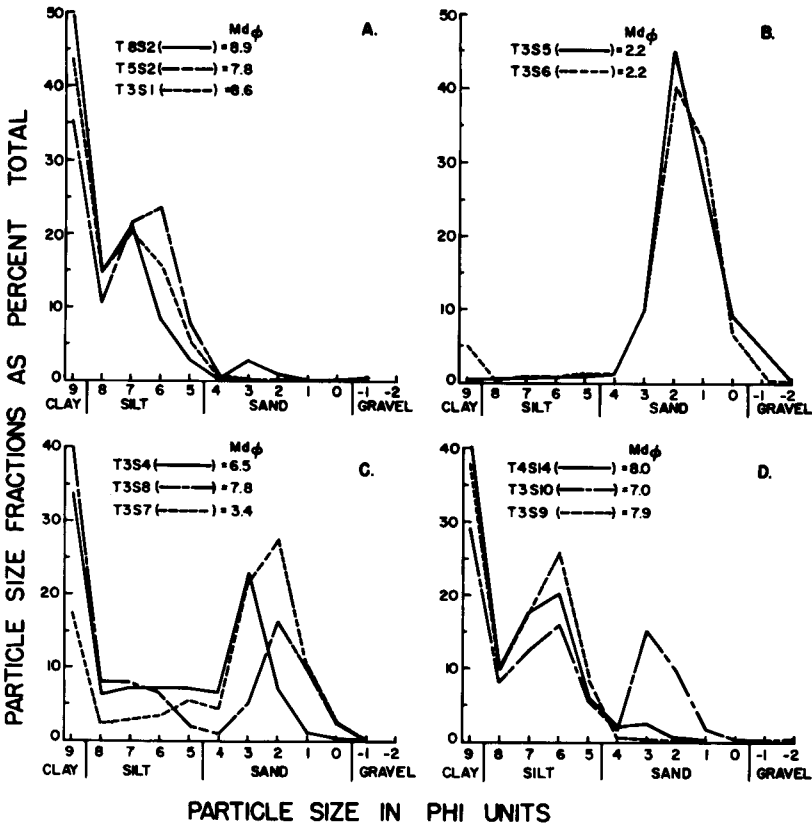 PARTICLE SIZE FRACTIONS AS PERCENT TOTAL
A.
Mdϕ
T8S2 (———) = 8.9
T5S2 (— - —) = 7.8
T3S1 (-----) = 8.6
50
40
30
20
10
0
9 8 7 6 5 4 3 2 1 0 -1 -2
CLAY SILT SAND GRAVEL
B.
Mdϕ
T3S5 (———) = 2.2
T3S6 (-----) = 2.2
50
40
30
20
10
0
9 8 7 6 5 4 3 2 1 0 -1 -2
CLAY SILT SAND GRAVEL
C.
Mdϕ
T3S4 (———) = 6.5
T3S8 (— - —) = 7.8
T3S7 (-----) = 3.4
40
30
20
10
0
9 8 7 6 5 4 3 2 1 0 -1 -2
CLAY SILT SAND GRAVEL
D.
Mdϕ
T4S14 (———) = 8.0
T3S10 (— - —) = 7.0
T3S9 (-----) = 7.9
40
30
20
10
0
9 8 7 6 5 4 3 2 1 0 -1 -2
CLAY SILT SAND GRAVEL
PARTICLE SIZE IN PHI UNITS